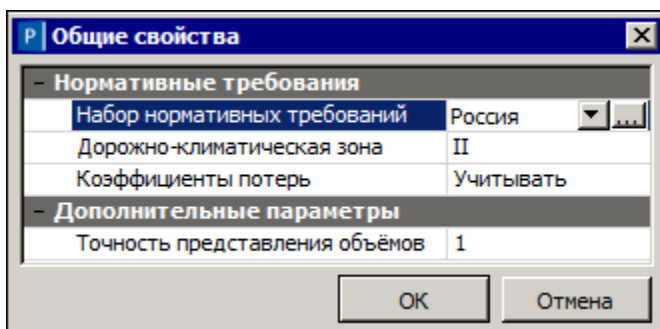 P Общие свойства
Нормативные требования
Набор нормативных требований Россия ...
Дорожно-климатическая зона II
Коэффициенты потерь Учитывать
Дополнительные параметры
Точность представления объёмов 1
OK Отмена